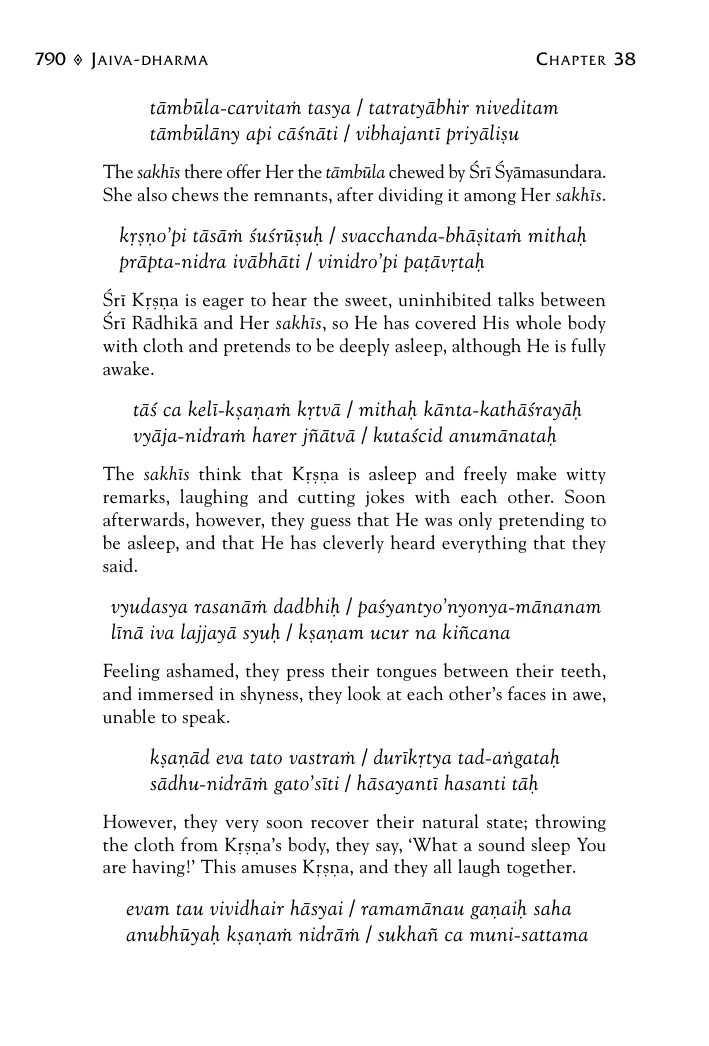 790 ◈ JAIVA-DHARMA CHAPTER 38
tāmbūla-carvitaṁ tasya / tatratyābhir niveditam
tāmbūlāny api cāśnāti / vibhajantī priyāliṣu
The sakhīs there offer Her the tāmbūla chewed by Śrī Śyāmasundara.
She also chews the remnants, after dividing it among Her sakhīs.
kṛṣṇo'pi tāsāṁ śuśrūṣuḥ / svacchanda-bhāṣitaṁ mithaḥ
prāpta-nidra ivābhāti / vinidro'pi paṭāvṛtaḥ
Śrī Kṛṣṇa is eager to hear the sweet, uninhibited talks between
Śrī Rādhikā and Her sakhīs, so He has covered His whole body
with cloth and pretends to be deeply asleep, although He is fully
awake.
tāś ca kelī-kṣaṇaṁ kṛtvā / mithaḥ kānta-kathāśrayāḥ
vyāja-nidraṁ harer jñātvā / kutaścid anumānataḥ
The sakhīs think that Kṛṣṇa is asleep and freely make witty
remarks, laughing and cutting jokes with each other. Soon
afterwards, however, they guess that He was only pretending to
be asleep, and that He has cleverly heard everything that they
said.
vyudasya rasanāṁ dadbhiḥ / paśyantyo'nyonya-mānanam
līnā iva lajjayā syuḥ / kṣaṇam ucur na kiñcana
Feeling ashamed, they press their tongues between their teeth,
and immersed in shyness, they look at each other's faces in awe,
unable to speak.
kṣaṇād eva tato vastraṁ / durīkṛtya tad-aṅgataḥ
sādhu-nidrāṁ gato'sīti / hāsayantī hasanti tāḥ
However, they very soon recover their natural state; throwing
the cloth from Kṛṣṇa's body, they say, 'What a sound sleep You
are having!' This amuses Kṛṣṇa, and they all laugh together.
evam tau vividhair hāsyai / ramamānau gaṇaiḥ saha
anubhūyaḥ kṣaṇaṁ nidrāṁ / sukhañ ca muni-sattama